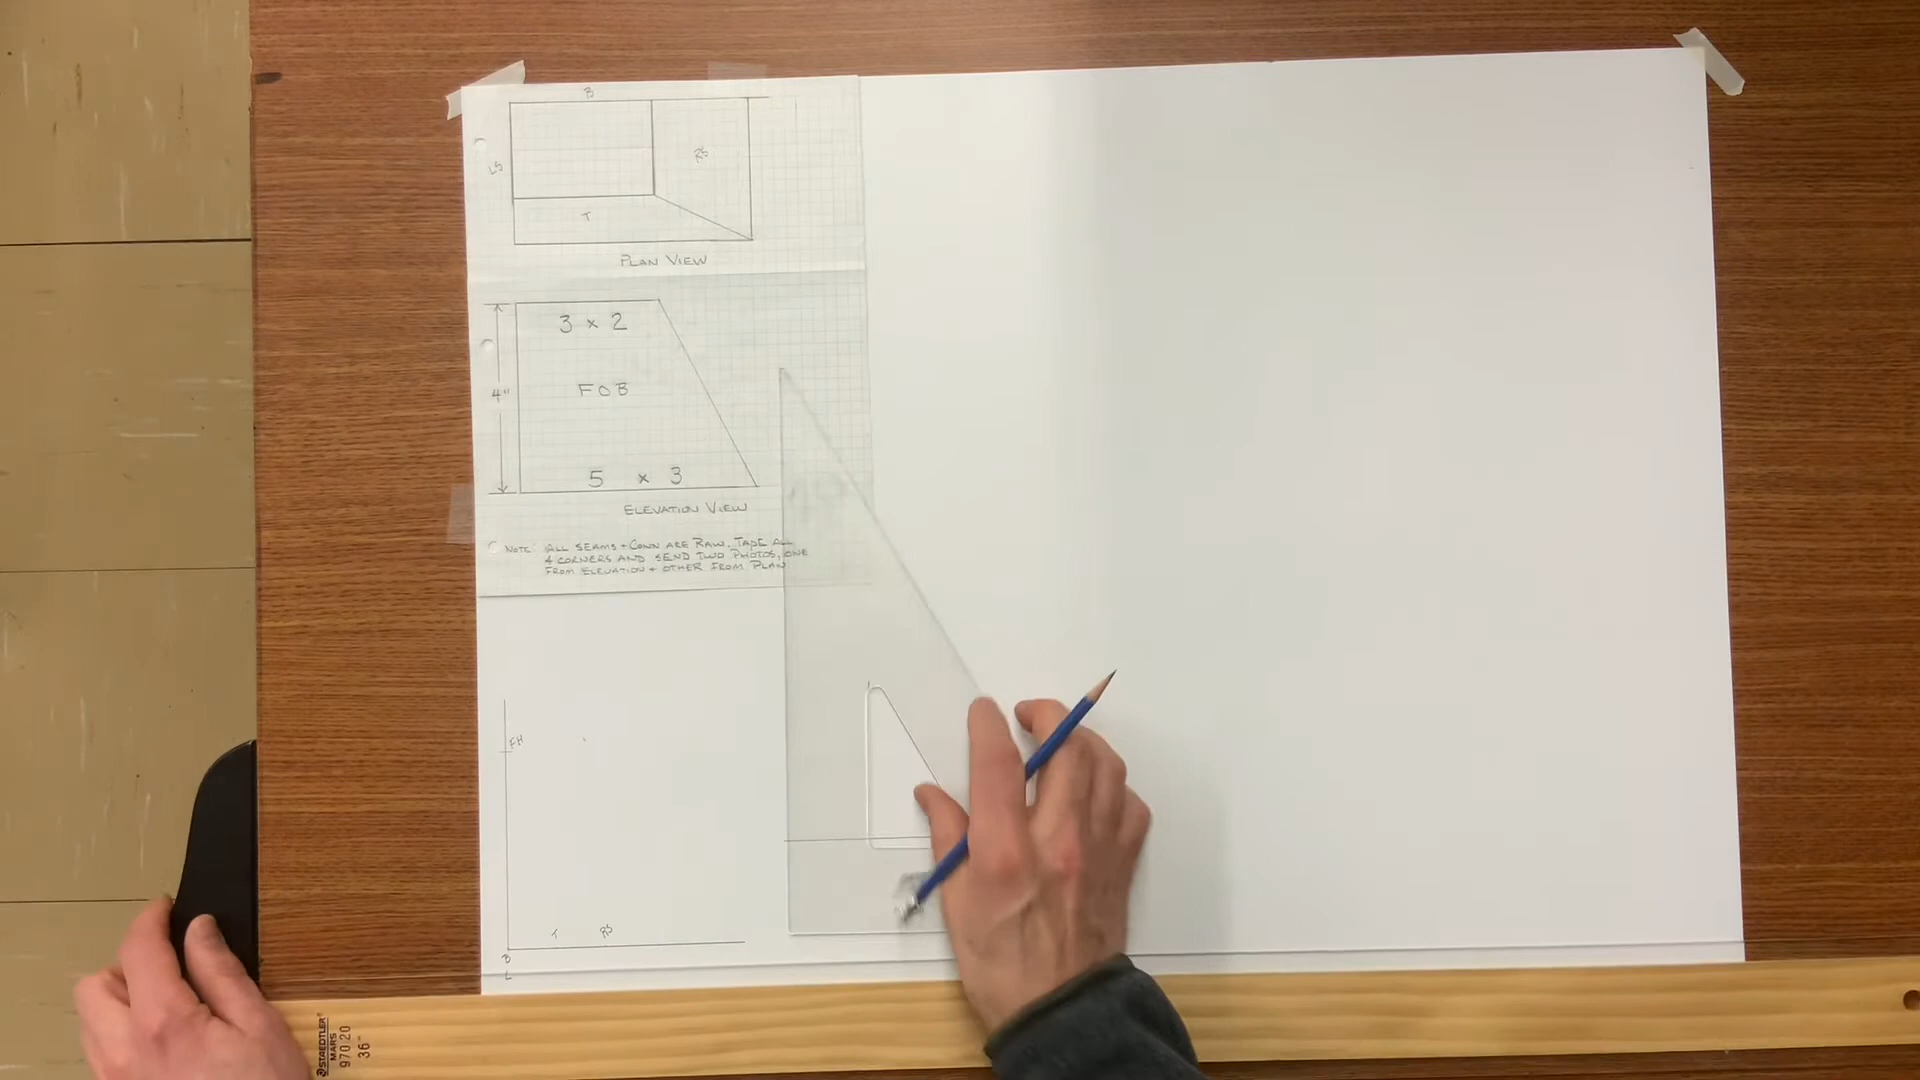 B
LS
RS
T
PLAN VIEW
3 x 2
4"
FOB
5 x 3
ELEVATION VIEW
NOTE: ALL SEAMS + CONN ARE RAW. TAPE ALL
4 CORNERS AND SEND TWO PHOTOS, ONE
FROM ELEVATION + OTHER FROM PLAN
FH
T RS
B
L
STAEDTLER®
MARS
970 20
36"